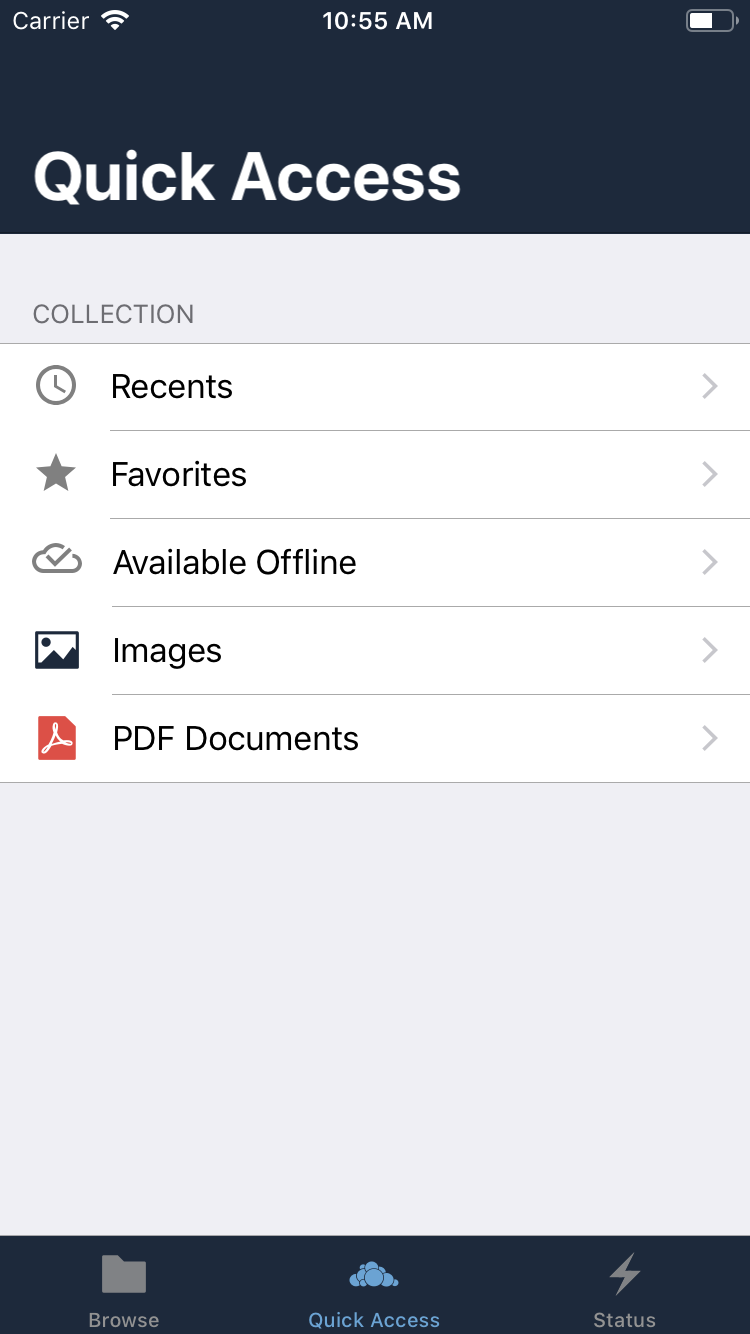 Carrier 10:55 AM
Quick Access
COLLECTION
Recents
Favorites
Available Offline
Images
PDF Documents
Browse Quick Access Status